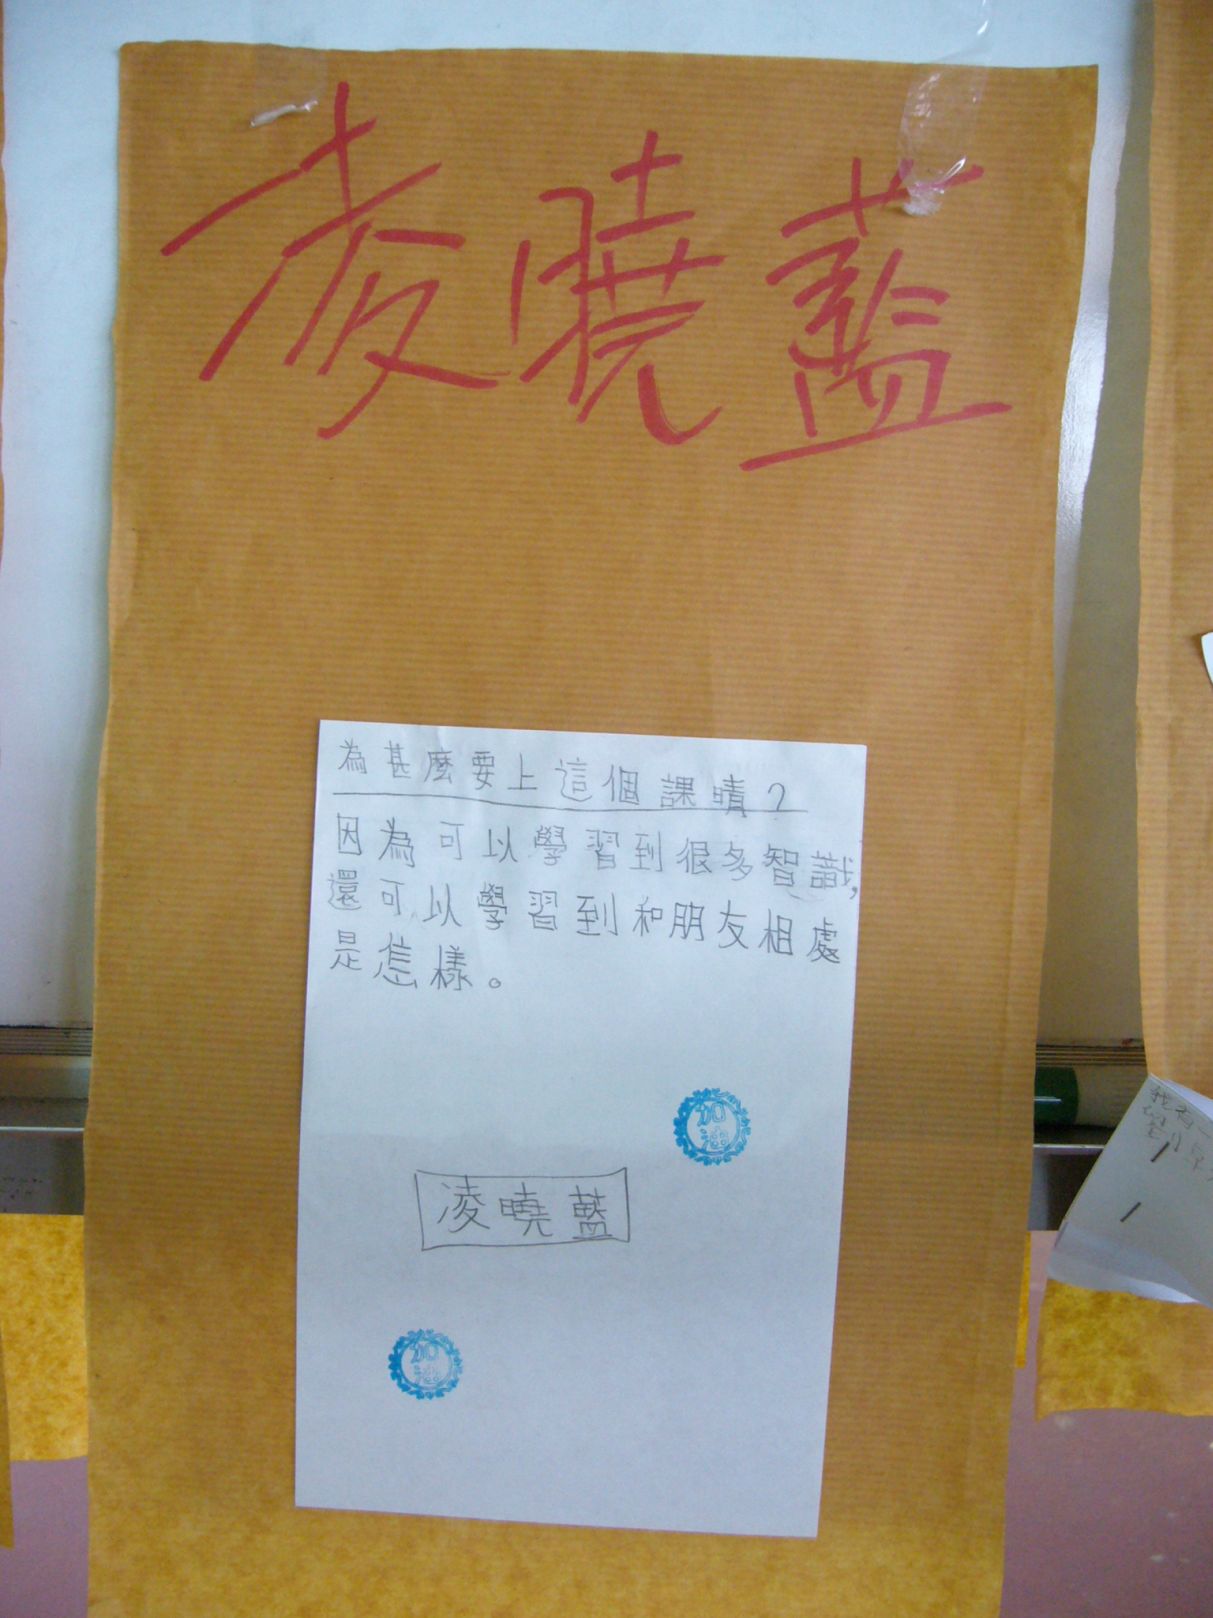 凌曉藍
為甚麼要上這個課晴？
因為可以學習到很多智識，
還可以學習到和朋友相處
是怎樣。
加油
凌曉藍
加油